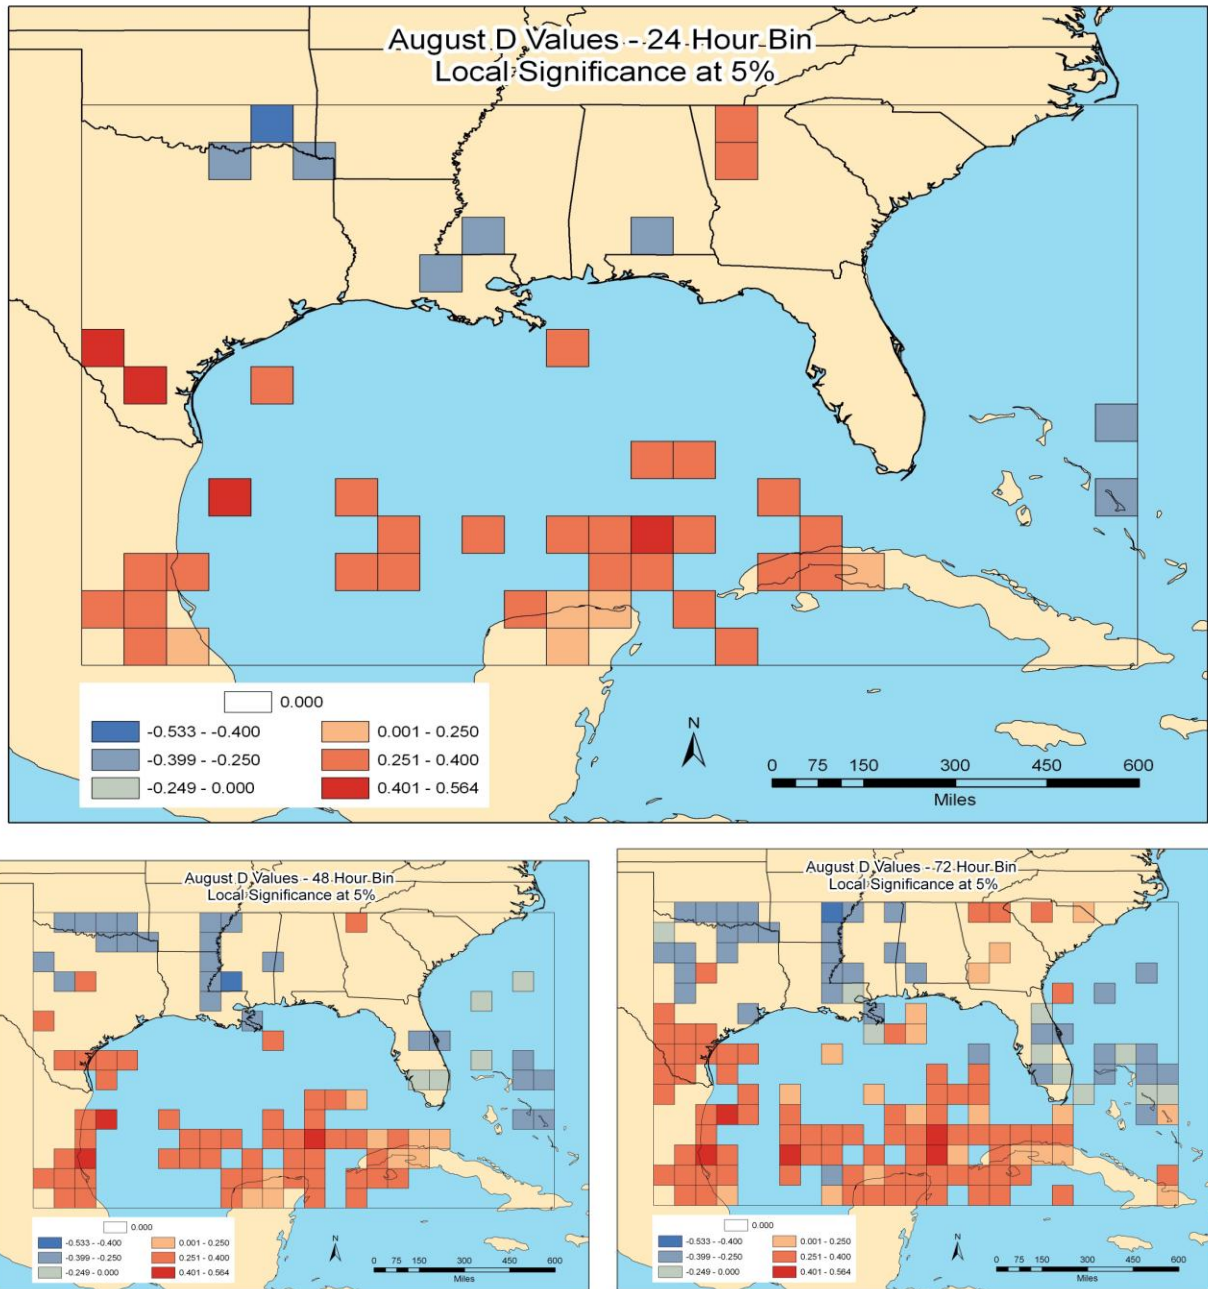 August D Values - 24 Hour Bin
Local Significance at 5%
0.000
-0.533 - -0.400
0.001 - 0.250
-0.399 - -0.250
0.251 - 0.400
-0.249 - 0.000
0.401 - 0.564
N
0 75 150 300 450 600
Miles
August D Values - 48 Hour Bin
Local Significance at 5%
0.000
-0.533 - -0.400
0.001 - 0.250
-0.399 - -0.250
0.251 - 0.400
-0.249 - 0.000
0.401 - 0.564
N
0 75 150 300 450 600
Miles
August D Values - 72 Hour Bin
Local Significance at 5%
0.000
-0.533 - -0.400
0.001 - 0.250
-0.399 - -0.250
0.251 - 0.400
-0.249 - 0.000
0.401 - 0.564
N
0 75 150 300 450 600
Miles